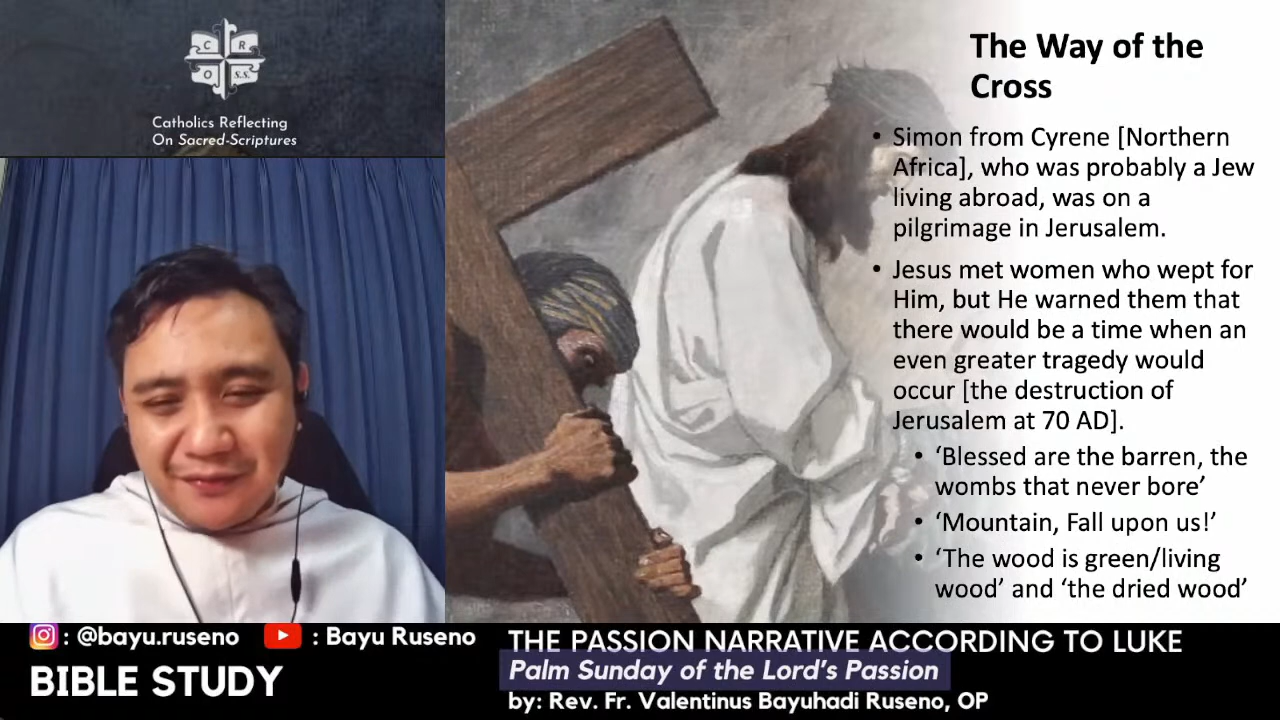 C R
O S.S.
Catholics Reflecting
On Sacred-Scriptures
The Way of the
Cross
• Simon from Cyrene [Northern
Africa], who was probably a Jew
living abroad, was on a
pilgrimage in Jerusalem.
• Jesus met women who wept for
Him, but He warned them that
there would be a time when an
even greater tragedy would
occur [the destruction of
Jerusalem at 70 AD].
• ‘Blessed are the barren, the
wombs that never bore’
• ‘Mountain, Fall upon us!’
• ‘The wood is green/living
wood’ and ‘the dried wood’
: @bayu.ruseno : Bayu Ruseno
BIBLE STUDY
THE PASSION NARRATIVE ACCORDING TO LUKE
Palm Sunday of the Lord’s Passion
by: Rev. Fr. Valentinus Bayuhadi Ruseno, OP